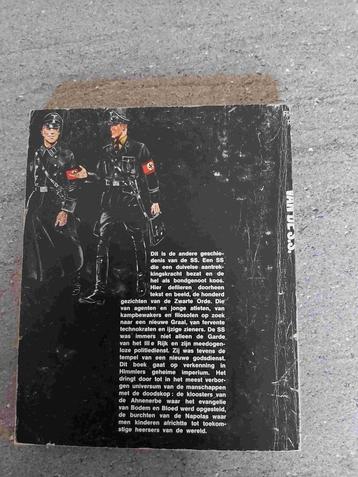 VAN DE S.S.
Dit is de andere geschie-
denis van de SS. Een SS
die een duivelse aantrek-
kingskracht bezat en de
hel als bondgenoot koos.
Hier defileren doorheen
tekst en beeld, de honderd
gezichten van de Zwarte Orde. Die
van agenten en jonge atleten, van
kampbewakers en filosofen op zoek
naar een nieuwe Graal, van fervente
technokraten en ijzige zieners. De SS
was immers niet alleen de Garde
van het IIIe Rijk en zijn meedogen-
loze politiedienst. Zij was tevens de
tempel van een nieuwe godsdienst.
Dit boek gaat op verkenning in
Himmlers geheime imperium. Het
dringt door tot in het meest verbor-
gen universum van de manschappen
met de doodskop : de kloosters van
de Ahnenerbe waar het evangelie
van Bodem en Bloed werd opgesteld,
de burchten van de Napolas waar
men kinderen africhtte tot toekom-
stige heersers van de wereld.